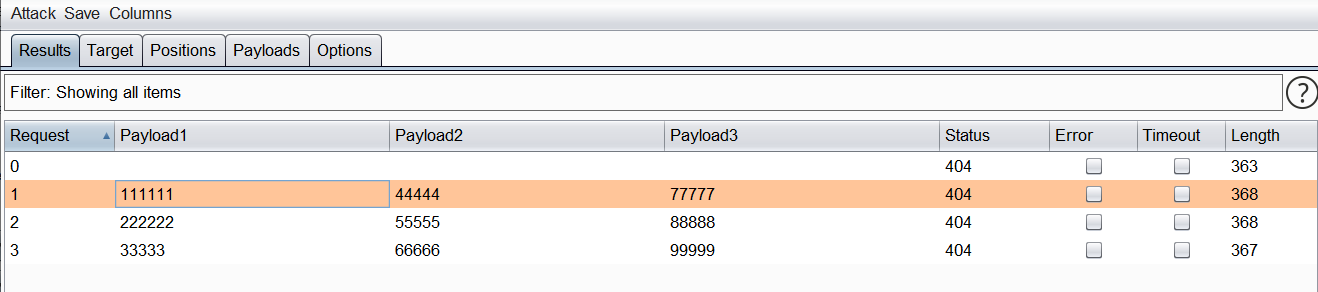 Attack Save Columns
Results Target Positions Payloads Options
Filter: Showing all items ?
Request Payload1 Payload2 Payload3 Status Error Timeout Length
0 404 363
1 111111 44444 77777 404 368
2 222222 55555 88888 404 368
3 33333 66666 99999 404 367